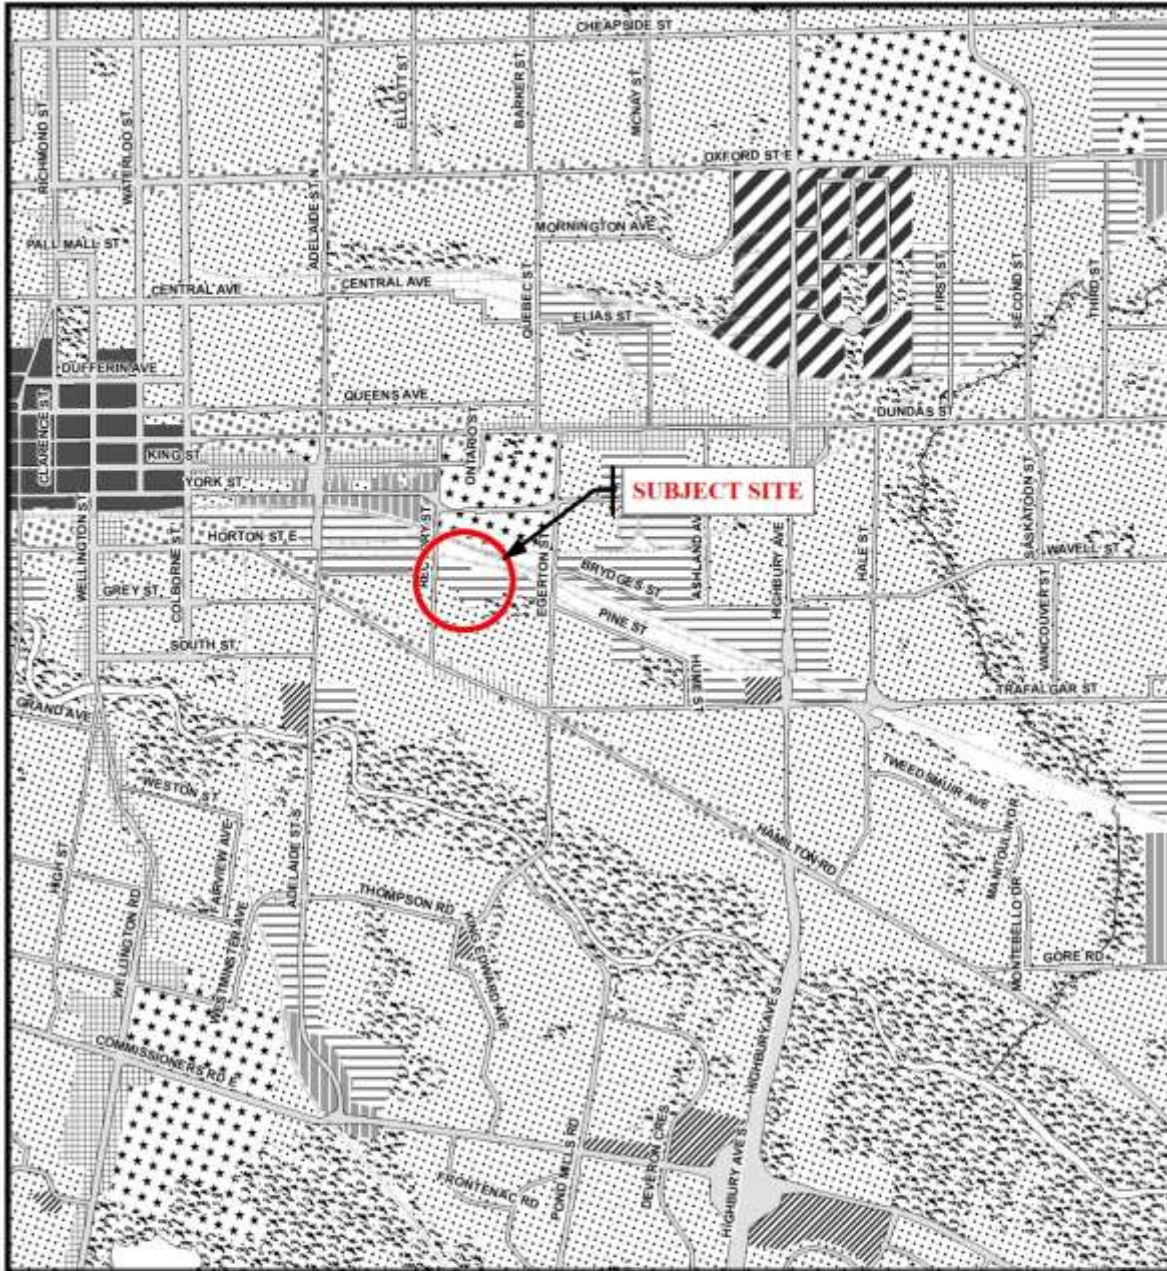 CHEAPSIDE ST
RICHMOND ST
WATERLOO ST
ELLIOTT ST
BARKER ST
MCNAY ST
OXFORD ST E
ADELAIDE ST N
MORNINGTON AVE
PALL MALL ST
CENTRAL AVE
CENTRAL AVE
QUEBEC ST
ELIAS ST
FIRST ST
SECOND ST
THIRD ST
DUFFERIN AVE
QUEENS AVE
DUNDAS ST
CLARENCE ST
KING ST
ONTARIO ST
YORK ST
SUBJECT SITE
WELLINGTON ST
COLBORNE ST
HORTON ST E
EGERTON ST
BRYDGES ST
ASHLAND AVE
HIGHBURY AVE
HALE ST
SASKATOON ST
WAVELL ST
GREY ST
PINE ST
VANCOUVER ST
SOUTH ST
HUME ST
TRAFALGAR ST
GRAND AVE
WESTON ST
TWEEDSMUIR AVE
HIGH ST
FAIRVIEW AVE
ADELAIDE ST S
HAMILTON RD
MANITOULIN DR
WELLINGTON RD
WESTMINSTER AVE
THOMPSON RD
KING EDWARD AVE
MONTEBELLO DR
GORE RD
HIGHBURY AVE S
COMMISSIONERS RD E
FRONTENAC RD
POND MILLS RD
DEVERON CRES
HIGHBURY AVE S